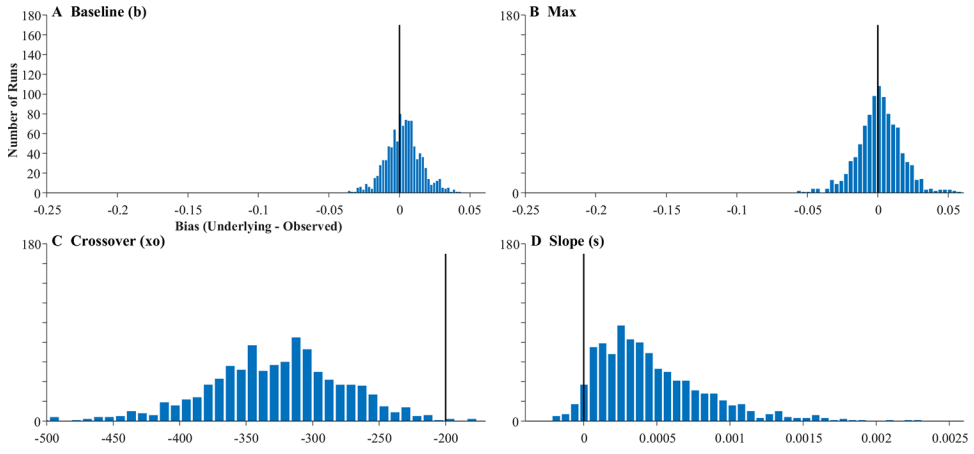 A Baseline (b)
B Max
180
160
140
120
100
80
60
40
20
0
Number of Runs
-0.25 -0.2 -0.15 -0.1 -0.05 0 0.05
Bias (Underlying - Observed)
180
0
-0.25 -0.2 -0.15 -0.1 -0.05 0 0.05
C Crossover (xo)
D Slope (s)
180
0
-500 -450 -400 -350 -300 -250 -200
180
0
0 0.0005 0.001 0.0015 0.002 0.0025